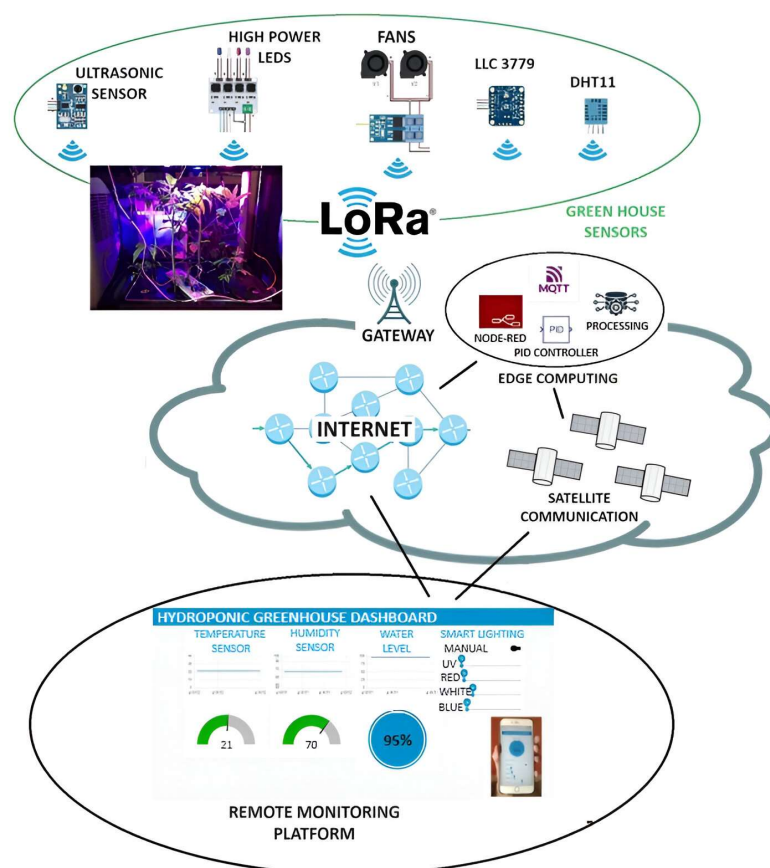 HIGH POWER
LEDS
FANS
ULTRASONIC
SENSOR
LLC 3779
DHT11
LoRa®
GREEN HOUSE
SENSORS
MQTT
NODE-RED
PID
PROCESSING
PID CONTROLLER
GATEWAY
EDGE COMPUTING
INTERNET
SATELLITE
COMMUNICATION
HYDROPONIC GREENHOUSE DASHBOARD
TEMPERATURE
SENSOR
HUMIDITY
SENSOR
WATER
LEVEL
SMART LIGHTING
MANUAL
UV
RED
WHITE
BLUE
21
70
95%
REMOTE MONITORING
PLATFORM